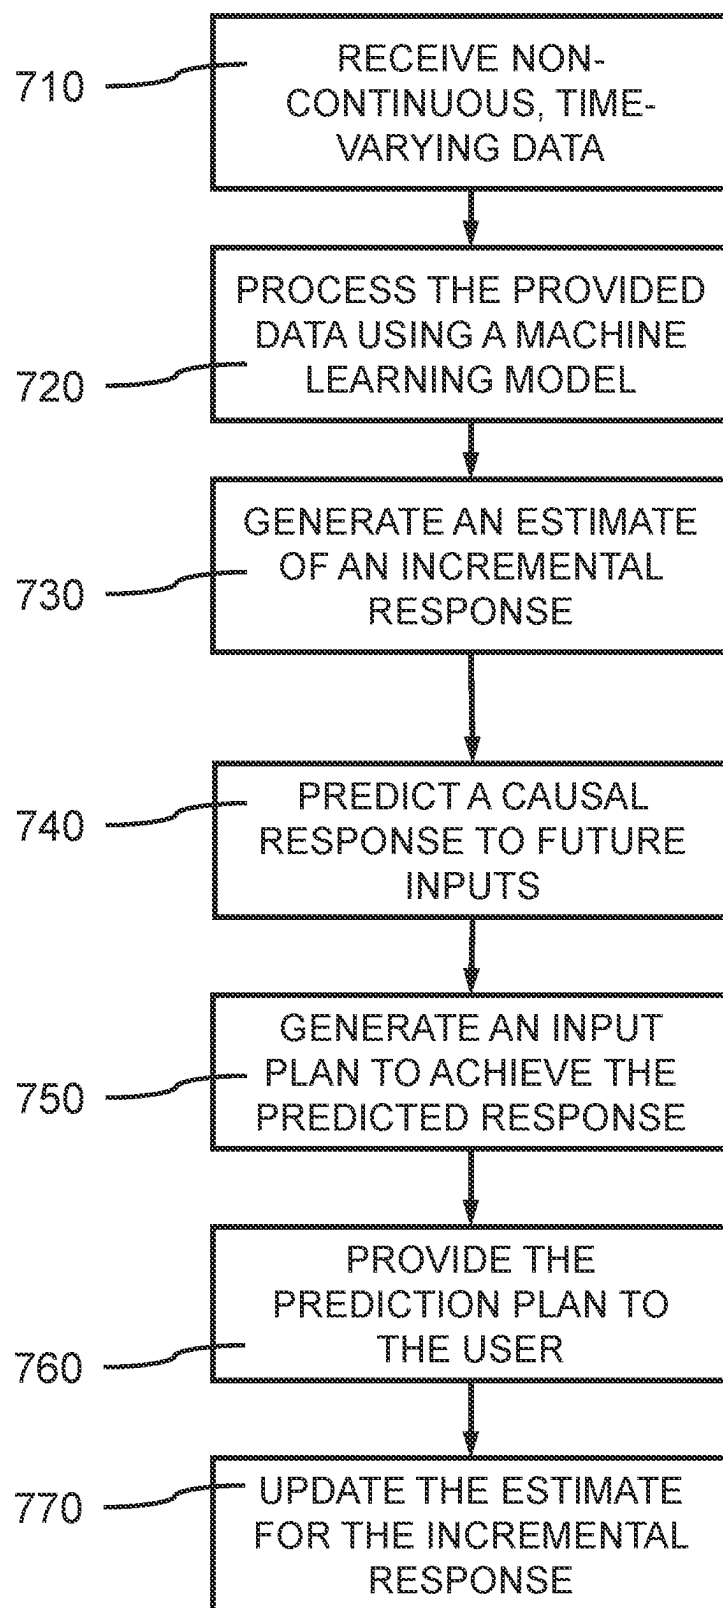 710
RECEIVE NON-
CONTINUOUS, TIME-
VARYING DATA
720
PROCESS THE PROVIDED
DATA USING A MACHINE
LEARNING MODEL
730
GENERATE AN ESTIMATE
OF AN INCREMENTAL
RESPONSE
740
PREDICT A CAUSAL
RESPONSE TO FUTURE
INPUTS
750
GENERATE AN INPUT
PLAN TO ACHIEVE THE
PREDICTED RESPONSE
760
PROVIDE THE
PREDICTION PLAN TO
THE USER
770
UPDATE THE ESTIMATE
FOR THE INCREMENTAL
RESPONSE